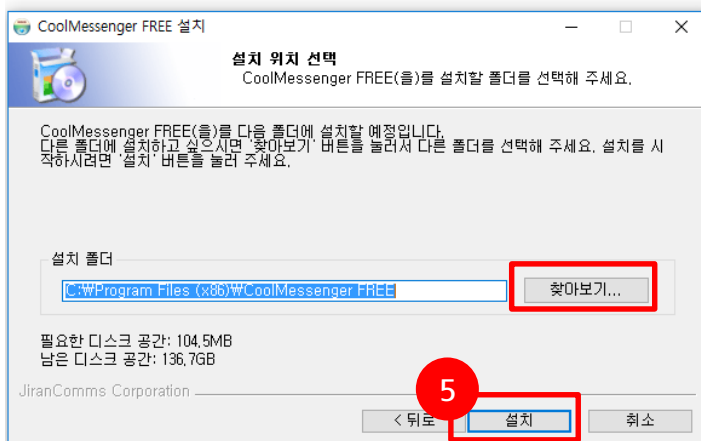 CoolMessenger FREE 설치
설치 위치 선택
CoolMessenger FREE(을)를 설치할 폴더를 선택해 주세요.
CoolMessenger FREE(을)를 다음 폴더에 설치할 예정입니다.
다른 폴더에 설치하고 싶으시면 '찾아보기' 버튼을 눌러서 다른 폴더를 선택해 주세요. 설치를 시
작하시려면 '설치' 버튼을 눌러 주세요.
설치 폴더
C:₩Program Files (x86)₩CoolMessenger FREE
찾아보기...
필요한 디스크 공간: 104.5MB
남은 디스크 공간: 136.7GB
JiranComms Corporation
5
< 뒤로
설치
취소